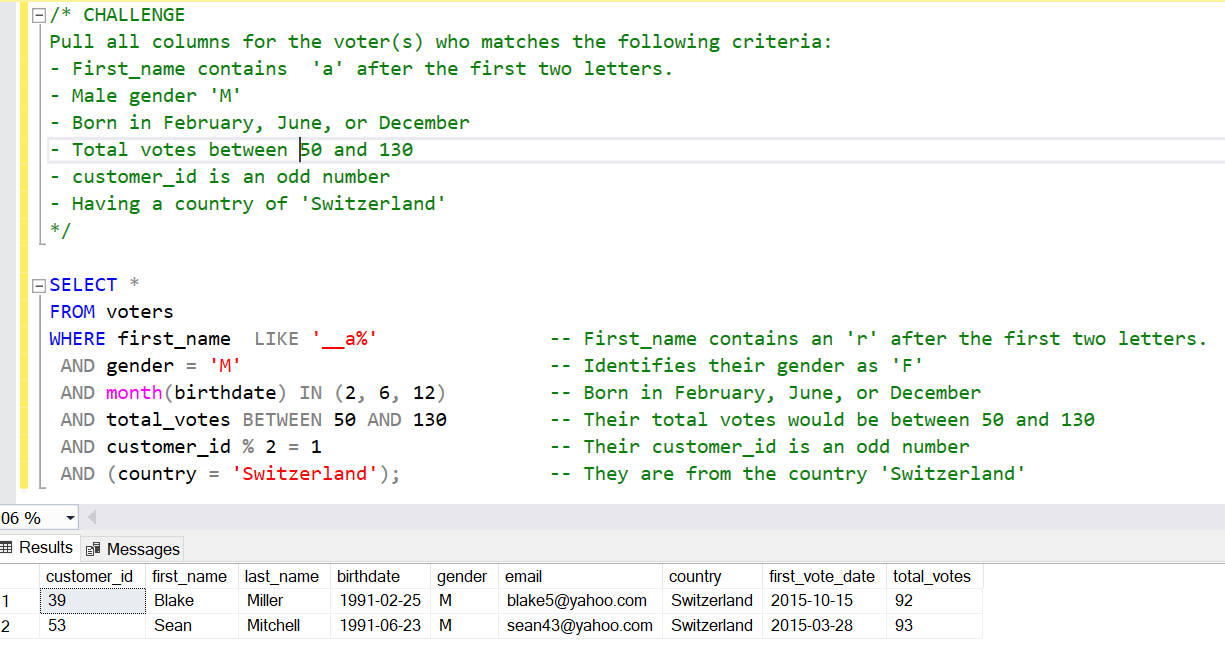 /* CHALLENGE
Pull all columns for the voter(s) who matches the following criteria:
- First_name contains  'a' after the first two letters.
- Male gender 'M'
- Born in February, June, or December
- Total votes between 50 and 130
- customer_id is an odd number
- Having a country of 'Switzerland'
*/
SELECT *
FROM voters
WHERE first_name  LIKE '__a%' -- First_name contains an 'r' after the first two letters.
AND gender = 'M' -- Identifies their gender as 'F'
AND month(birthdate) IN (2, 6, 12) -- Born in February, June, or December
AND total_votes BETWEEN 50 AND 130 -- Their total votes would be between 50 and 130
AND customer_id % 2 = 1 -- Their customer_id is an odd number
AND (country = 'Switzerland'); -- They are from the country 'Switzerland'
06 %
Results Messages
customer_id first_name last_name birthdate gender email country first_vote_date total_votes
1 39 Blake Miller 1991-02-25 M blake5@yahoo.com Switzerland 2015-10-15 92
2 53 Sean Mitchell 1991-06-23 M sean43@yahoo.com Switzerland 2015-03-28 93